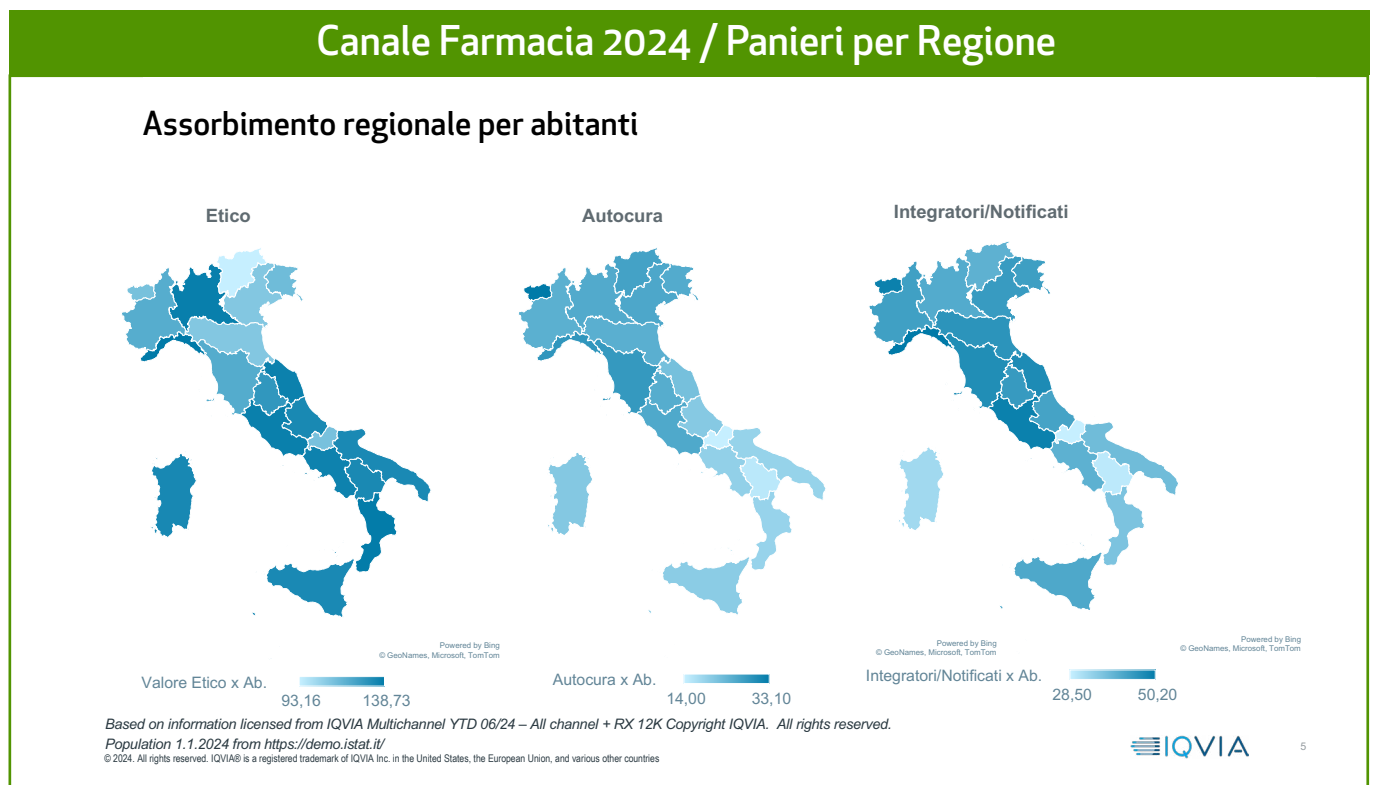 Canale Farmacia 2024 / Panieri per Regione
Assorbimento regionale per abitanti
Etico
Autocura
Integratori/Notificati
Powered by Bing
© GeoNames, Microsoft, TomTom
Powered by Bing
© GeoNames, Microsoft, TomTom
Powered by Bing
© GeoNames, Microsoft, TomTom
Valore Etico x Ab.
93,16 138,73
Autocura x Ab.
14,00 33,10
Integratori/Notificati x Ab.
28,50 50,20
Based on information licensed from IQVIA Multichannel YTD 06/24 – All channel + RX 12K Copyright IQVIA. All rights reserved.
Population 1.1.2024 from https://demo.istat.it/
© 2024. All rights reserved. IQVIA® is a registered trademark of IQVIA Inc. in the United States, the European Union, and various other countries
IQVIA
5